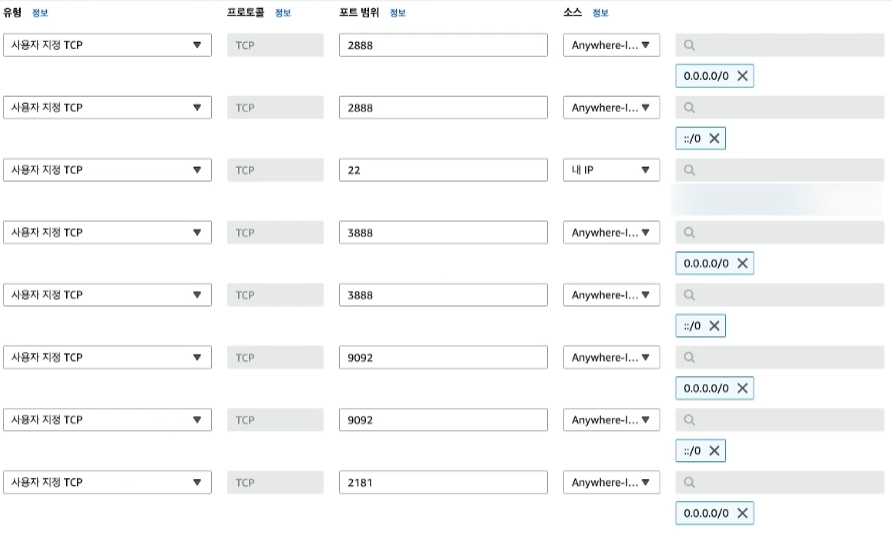 유형 정보 프로토콜 정보 포트 범위 정보 소스 정보
사용자 지정 TCP TCP 2888 Anywhere-I...
0.0.0.0/0
사용자 지정 TCP TCP 2888 Anywhere-I...
::/0
사용자 지정 TCP TCP 22 내 IP
사용자 지정 TCP TCP 3888 Anywhere-I...
0.0.0.0/0
사용자 지정 TCP TCP 3888 Anywhere-I...
::/0
사용자 지정 TCP TCP 9092 Anywhere-I...
0.0.0.0/0
사용자 지정 TCP TCP 9092 Anywhere-I...
::/0
사용자 지정 TCP TCP 2181 Anywhere-I...
0.0.0.0/0